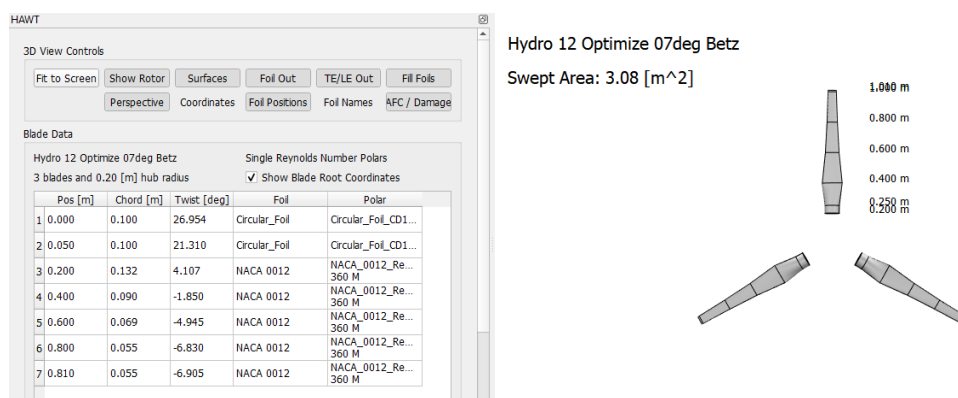 HAWT
3D View Controls
Fit to Screen Show Rotor Surfaces Foil Out TE/LE Out Fill Foils
Perspective Coordinates Foil Positions Foil Names AFC / Damage
Blade Data
Hydro 12 Optimize 07deg Betz Single Reynolds Number Polars
3 blades and 0.20 [m] hub radius Show Blade Root Coordinates
Pos [m] Chord [m] Twist [deg] Foil Polar
1 0.000 0.100 26.954 Circular_Foil Circular_Foil_CD1...
2 0.050 0.100 21.310 Circular_Foil Circular_Foil_CD1...
3 0.200 0.132 4.107 NACA 0012 NACA_0012_Re...
360 M
4 0.400 0.090 -1.850 NACA 0012 NACA_0012_Re...
360 M
5 0.600 0.069 -4.945 NACA 0012 NACA_0012_Re...
360 M
6 0.800 0.055 -6.830 NACA 0012 NACA_0012_Re...
360 M
7 0.810 0.055 -6.905 NACA 0012 NACA_0012_Re...
360 M
Hydro 12 Optimize 07deg Betz
Swept Area: 3.08 [m^2]
0.800 m
0.600 m
0.400 m
0.250 m
0.200 m